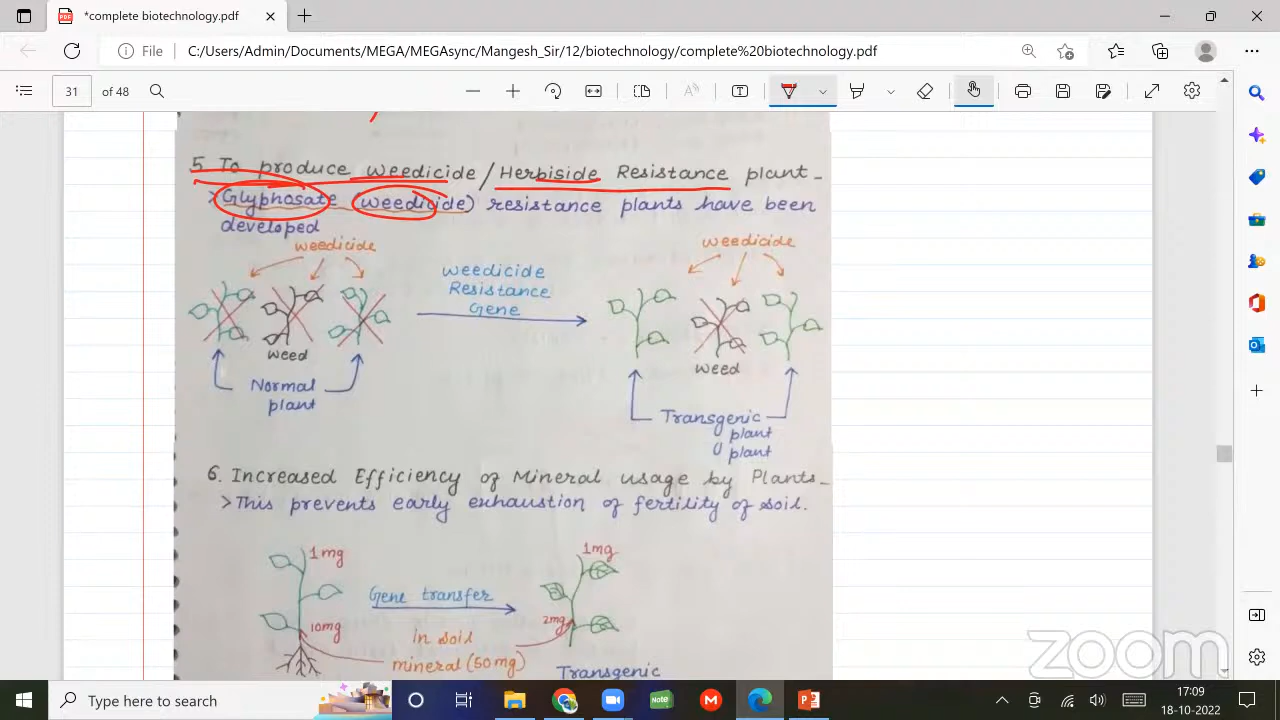 *complete biotechnology.pdf
File
C:/Users/Admin/Documents/MEGA/MEGAsync/Mangesh_Sir/12/biotechnology/complete%20biotechnology.pdf
31 of 48
5 To produce weedicide / Herbiside Resistance plant-
> Glyphosate (weedicide) resistance plants have been
developed
weedicide
weedicide
weedicide
Resistance
Gene
weed
weed
Normal
plant
Transgenic
plant
plant
6. Increased Efficiency of Mineral usage by Plants-
> This prevents early exhaustion of fertility of soil.
1mg
1mg
Gene transfer
10mg
2mg
in soil
mineral (50mg)
Transgenic
zoom
Type here to search
Note
17:09
18-10-2022